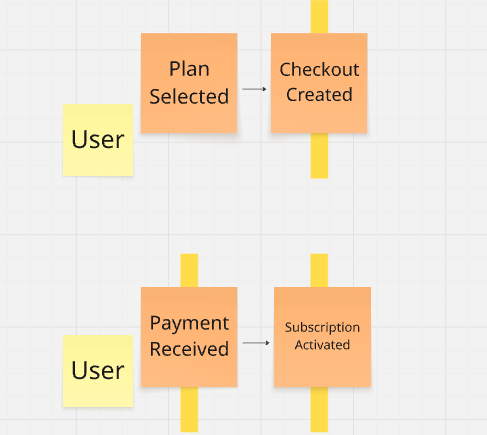 Plan
Selected
Checkout
Created
User
Payment
Received
Subscription
Activated
User